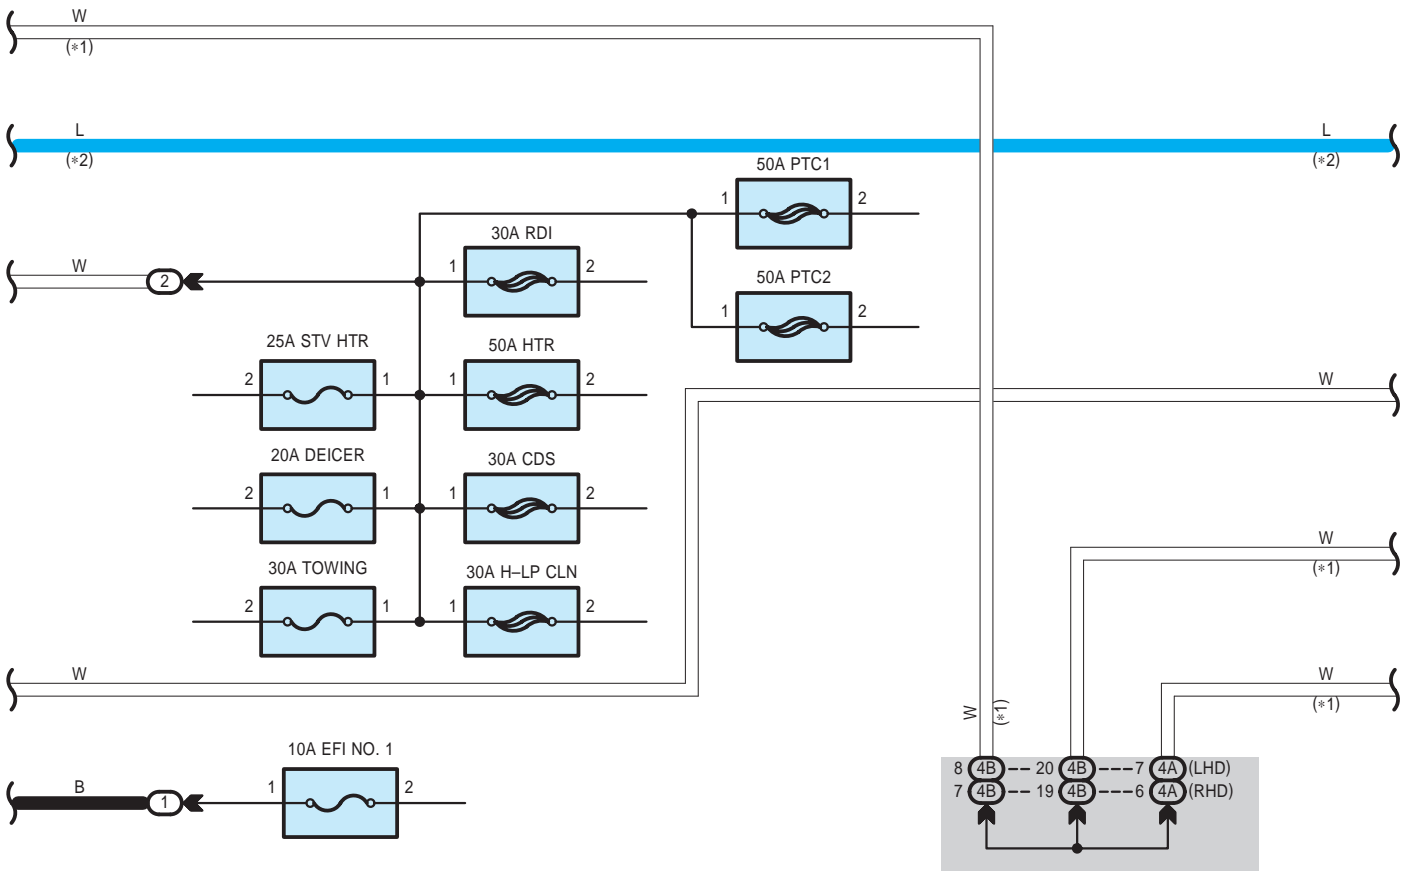 W
(*1)
L
(*2)
L
(*2)
50A PTC1
1 2
30A RDI
1 2
W
2
50A PTC2
1 2
25A STV HTR
2 1
50A HTR
1 2
W
20A DEICER
2 1
30A CDS
1 2
W
(*1)
30A TOWING
2 1
30A H–LP CLN
1 2
W
W
(*1)
W
(*1)
10A EFI NO. 1
1 2
B
1
8 4B 20 4B 7 4A (LHD)
7 4B 19 4B 6 4A (RHD)